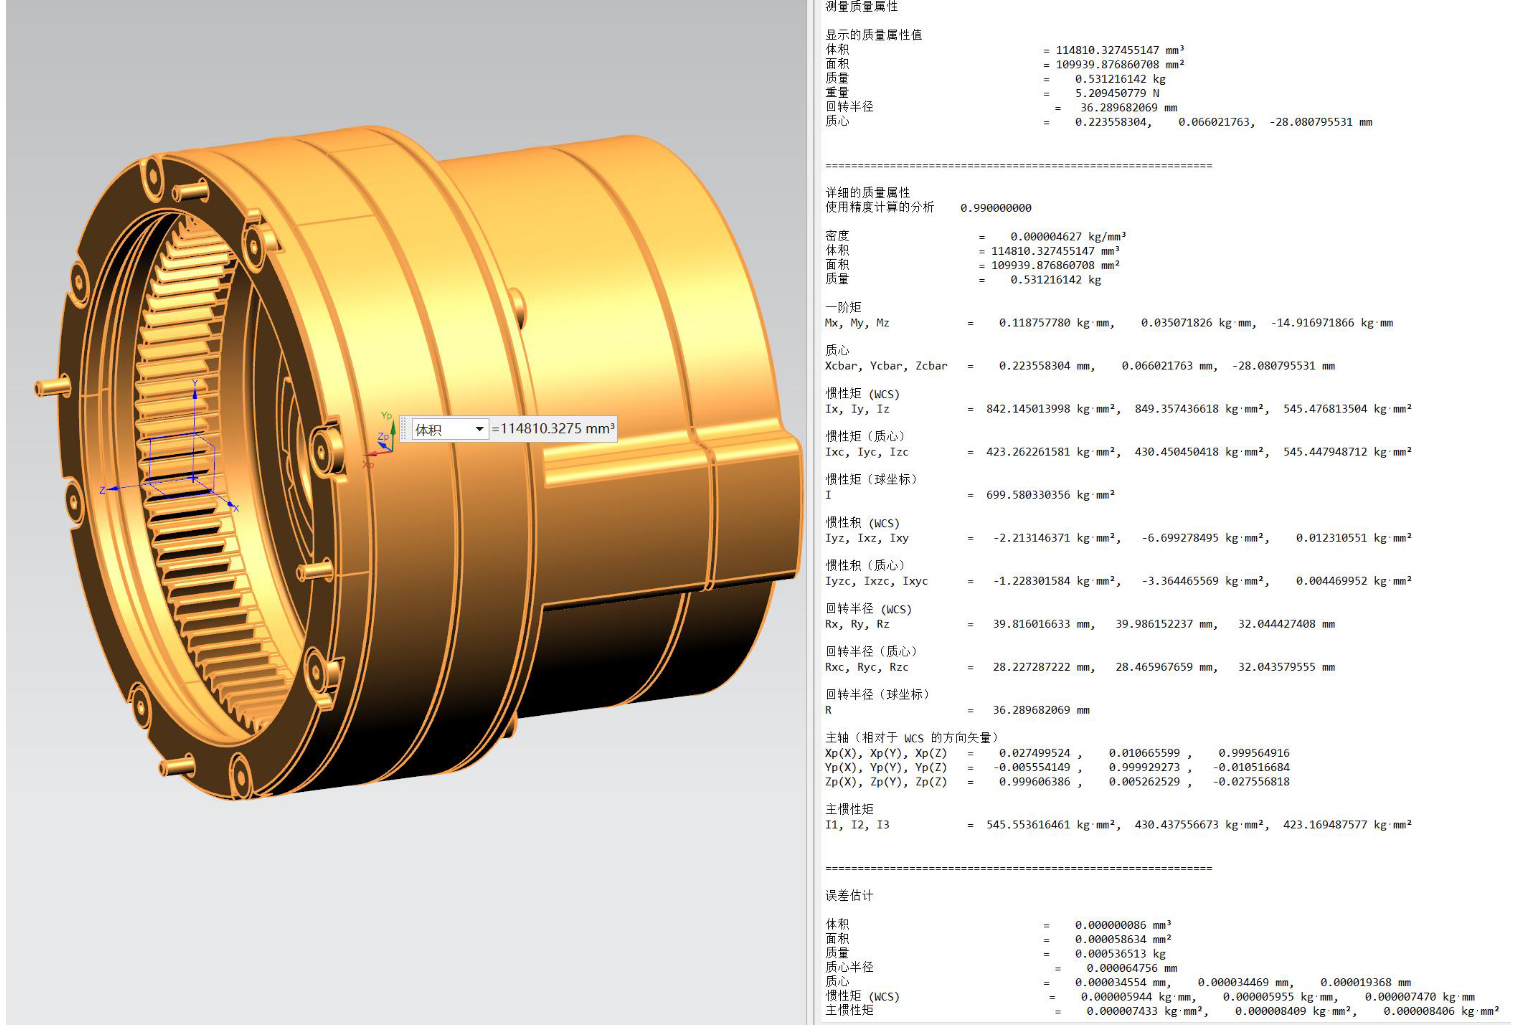 测量质量属性
显示的质量属性值
体积 = 114810.327455147 mm³
面积 = 109939.876860708 mm²
质量 = 0.531216142 kg
重量 = 5.209450779 N
回转半径 = 36.289682069 mm
质心 = 0.223558304, 0.066021763, -28.080795531 mm
============================================================
详细的质量属性
使用精度计算的分析 0.990000000
密度 = 0.000004627 kg/mm³
体积 = 114810.327455147 mm³
面积 = 109939.876860708 mm²
质量 = 0.531216142 kg
一阶矩
Mx, My, Mz = 0.118757780 kg·mm, 0.035071826 kg·mm, -14.916971866 kg·mm
质心
Xcbar, Ycbar, Zcbar = 0.223558304 mm, 0.066021763 mm, -28.080795531 mm
惯性矩 (WCS)
Ix, Iy, Iz = 842.145013998 kg·mm², 849.357436618 kg·mm², 545.476813504 kg·mm²
惯性矩（质心）
Ixc, Iyc, Izc = 423.262261581 kg·mm², 430.450450418 kg·mm², 545.447948712 kg·mm²
惯性矩（球坐标）
I = 699.580330356 kg·mm²
惯性积 (WCS)
Iyz, Ixz, Ixy = -2.213146371 kg·mm², -6.699278495 kg·mm², 0.012310551 kg·mm²
惯性积（质心）
Iyzc, Ixzc, Ixyc = -1.228301584 kg·mm², -3.364465569 kg·mm², 0.004469952 kg·mm²
回转半径 (WCS)
Rx, Ry, Rz = 39.816016633 mm, 39.986152237 mm, 32.044427408 mm
回转半径（质心）
Rxc, Ryc, Rzc = 28.227287222 mm, 28.465967659 mm, 32.043579555 mm
回转半径（球坐标）
R = 36.289682069 mm
主轴（相对于 WCS 的方向矢量）
Xp(X), Xp(Y), Xp(Z) = 0.027499524 , 0.010665599 , 0.999564916
Yp(X), Yp(Y), Yp(Z) = -0.005554149 , 0.999929273 , -0.010516684
Zp(X), Zp(Y), Zp(Z) = 0.999606386 , 0.005262529 , -0.027556818
主惯性矩
I1, I2, I3 = 545.553616461 kg·mm², 430.437556673 kg·mm², 423.169487577 kg·mm²
============================================================
误差估计
体积 = 0.000000086 mm³
面积 = 0.000058634 mm²
质量 = 0.000536513 kg
质心半径 = 0.000064756 mm
质心 = 0.000034554 mm, 0.000034469 mm, 0.000019368 mm
惯性矩 (WCS) = 0.000005944 kg·mm, 0.000005955 kg·mm, 0.000007470 kg·mm
主惯性矩 = 0.000007433 kg·mm², 0.000008409 kg·mm², 0.000008406 kg·mm²
Y
Z
X
Yp
Zp
Xp
体积 =114810.3275 mm³